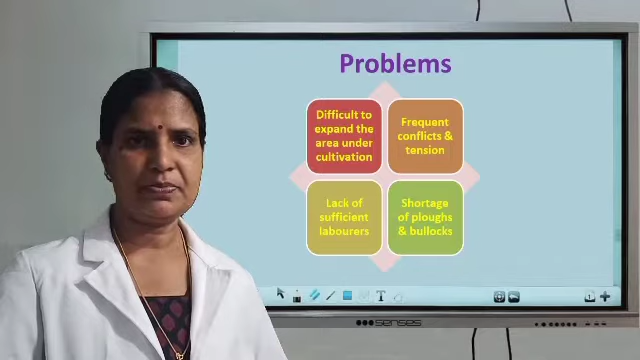 Problems
Difficult to
expand the
area under
cultivation
Frequent
conflicts &
tension
Lack of
sufficient
labourers
Shortage
of ploughs
& bullocks
T
1
senses